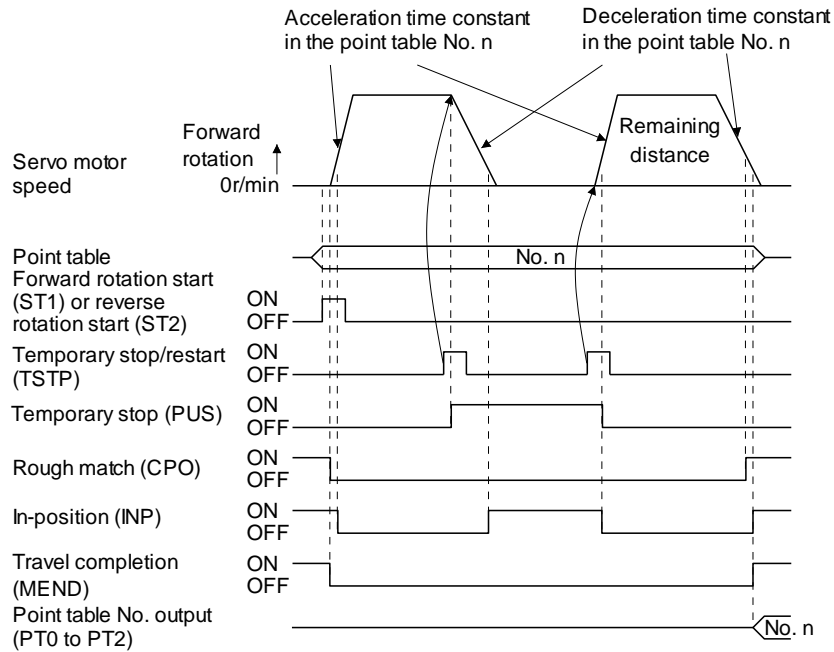 Acceleration time constant
in the point table No. n
Deceleration time constant
in the point table No. n
Forward
rotation
0r/min
Servo motor
speed
Remaining
distance
Point table
No. n
Forward rotation start
(ST1) or reverse
rotation start (ST2)
ON
OFF
Temporary stop/restart
(TSTP)
ON
OFF
Temporary stop (PUS)
ON
OFF
Rough match (CPO)
ON
OFF
In-position (INP)
ON
OFF
Travel completion
(MEND)
ON
OFF
Point table No. output
(PT0 to PT2)
No. n